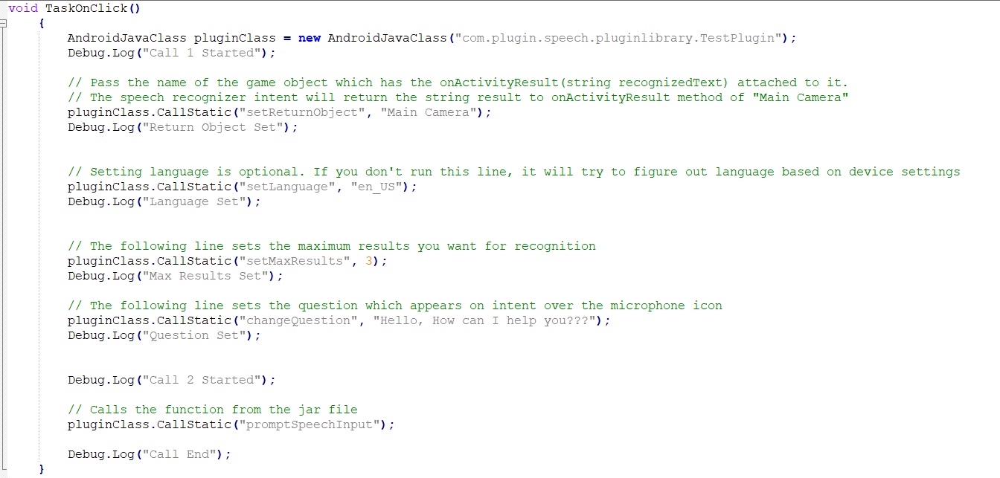 void TaskOnClick()
{
AndroidJavaClass pluginClass = new AndroidJavaClass("com.plugin.speech.pluginlibrary.TestPlugin");
Debug.Log("Call 1 Started");
// Pass the name of the game object which has the onActivityResult(string recognizedText) attached to it.
// The speech recognizer intent will return the string result to onActivityResult method of "Main Camera"
pluginClass.CallStatic("setReturnObject", "Main Camera");
Debug.Log("Return Object Set");
// Setting language is optional. If you don't run this line, it will try to figure out language based on device settings
pluginClass.CallStatic("setLanguage", "en_US");
Debug.Log("Language Set");
// The following line sets the maximum results you want for recognition
pluginClass.CallStatic("setMaxResults", 3);
Debug.Log("Max Results Set");
// The following line sets the question which appears on intent over the microphone icon
pluginClass.CallStatic("changeQuestion", "Hello, How can I help you???");
Debug.Log("Question Set");
Debug.Log("Call 2 Started");
// Calls the function from the jar file
pluginClass.CallStatic("promptSpeechInput");
Debug.Log("Call End");
}